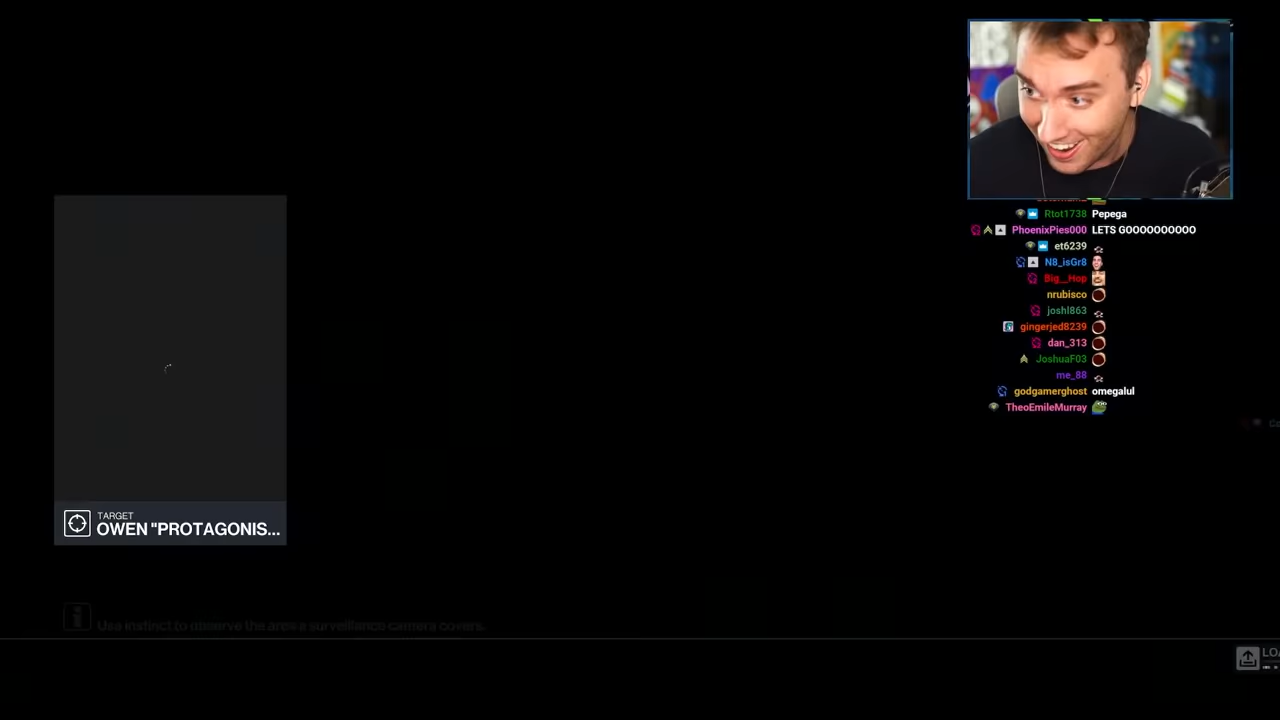 Rtot1738 Pepega
PhoenixPies000 LETS GOOOOOOOOOO
et6239
N8_isGr8
Big__Hop
nrubisco
joshl863
gingerjed8239
dan_313
JoshuaF03
me_88
godgamerghost omegalul
TheoEmileMurray
TARGET
OWEN "PROTAGONIS...
Use instinct to observe the area a surveillance camera covers.